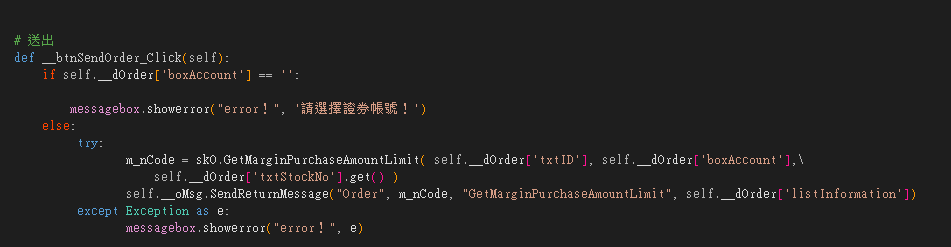 # 送出
def __btnSendOrder_Click(self):
    if self.__dOrder['boxAccount'] == '':
        messagebox.showerror("error！", '請選擇證券帳號！')
    else:
        try:
            m_nCode = skO.GetMarginPurchaseAmountLimit( self.__dOrder['txtID'], self.__dOrder['boxAccount'],\
                self.__dOrder['txtStockNo'].get() )
            self.__oMsg.SendReturnMessage("Order", m_nCode, "GetMarginPurchaseAmountLimit", self.__dOrder['listInformation'])
        except Exception as e:
            messagebox.showerror("error！", e)